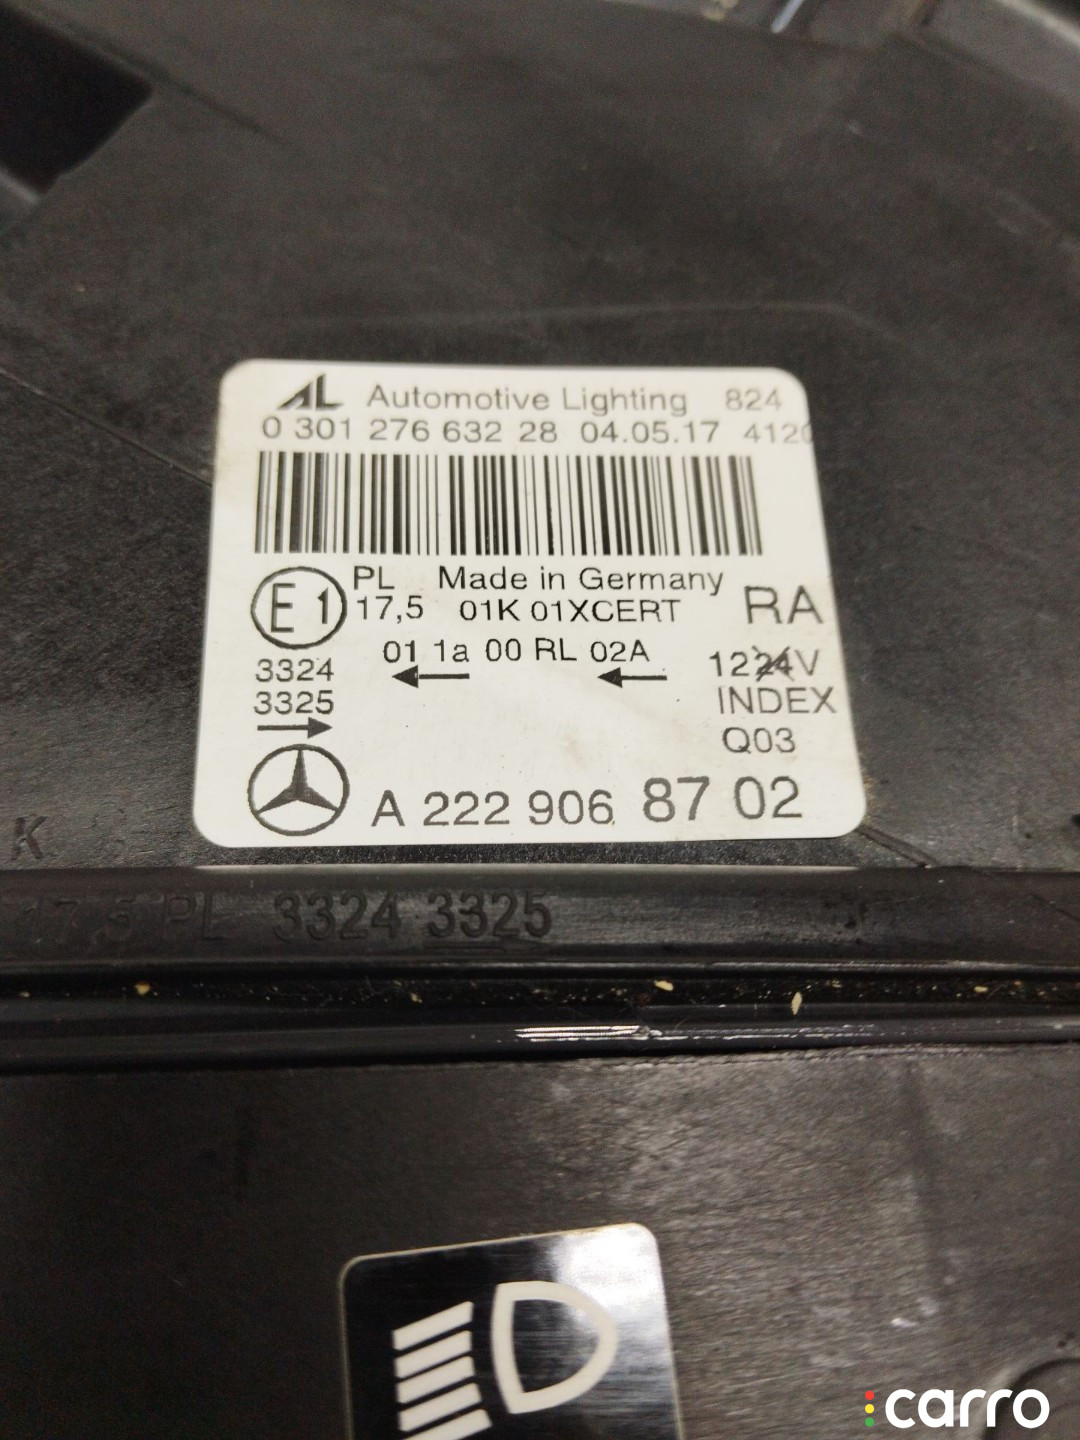 AL Automotive Lighting 824
0 301 276 632 28 04.05.17 4120
E1 PL Made in Germany RA
17,5 01K 01XCERT
01 1a 00 RL 02A
3324 1224V
3325 INDEX
Q03
A 222 906 87 02
K
17,5 PL 3324 3325
carro